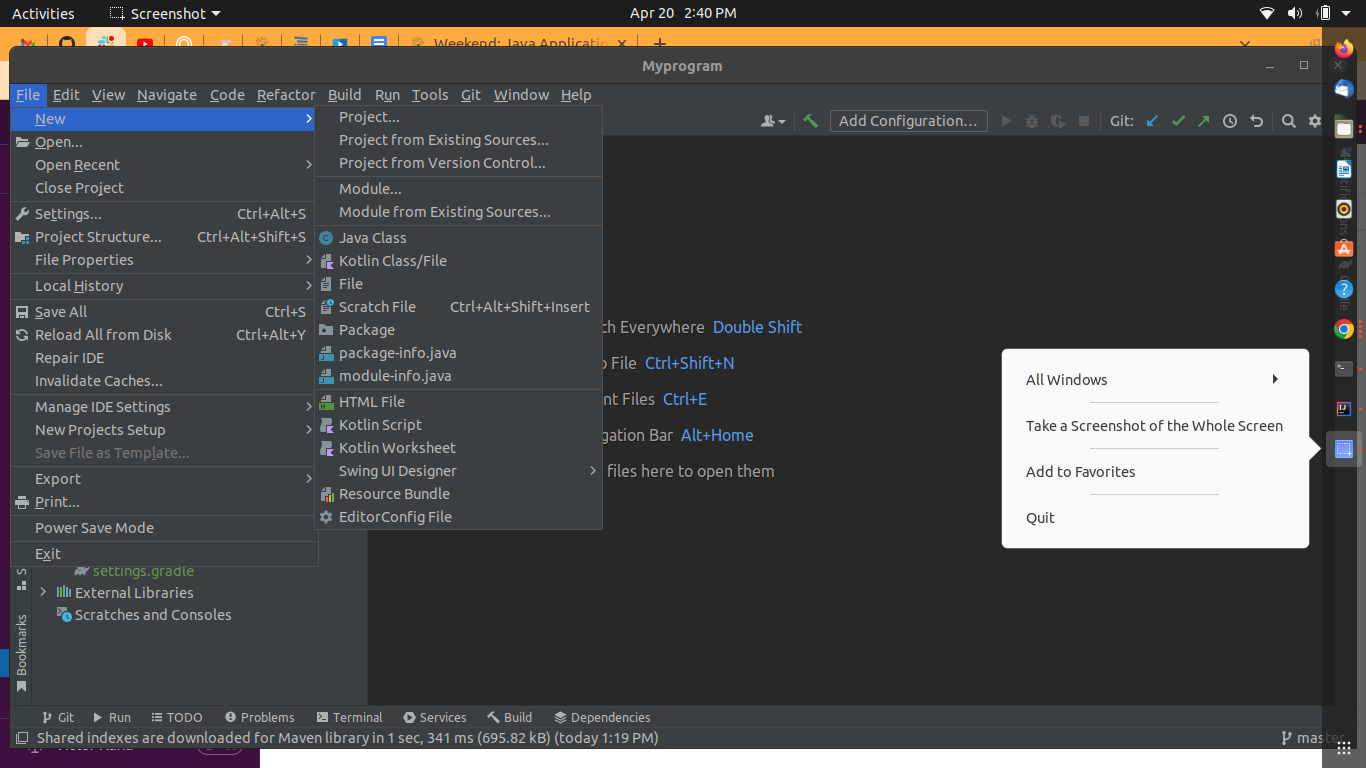 Activities
Screenshot
Apr 20 2:40 PM
Weekend: Java Applicatio
Myprogram
File Edit View Navigate Code Refactor Build Run Tools Git Window Help
Add Configuration...
Git:
New
Open...
Open Recent
Close Project
Settings... Ctrl+Alt+S
Project Structure... Ctrl+Alt+Shift+S
File Properties
Local History
Save All Ctrl+S
Reload All from Disk Ctrl+Alt+Y
Repair IDE
Invalidate Caches...
Manage IDE Settings
New Projects Setup
Save File as Template...
Export
Print...
Power Save Mode
Exit
Project...
Project from Existing Sources...
Project from Version Control...
Module...
Module from Existing Sources...
Java Class
Kotlin Class/File
File
Scratch File Ctrl+Alt+Shift+Insert
Package
package-info.java
module-info.java
HTML File
Kotlin Script
Kotlin Worksheet
Swing UI Designer
Resource Bundle
EditorConfig File
ch Everywhere Double Shift
o File Ctrl+Shift+N
nt Files Ctrl+E
gation Bar Alt+Home
files here to open them
All Windows
Take a Screenshot of the Whole Screen
Add to Favorites
Quit
settings.gradle
External Libraries
Scratches and Consoles
Bookmarks
Git Run TODO Problems Terminal Services Build Dependencies
Shared indexes are downloaded for Maven library in 1 sec, 341 ms (695.82 kB) (today 1:19 PM)
master